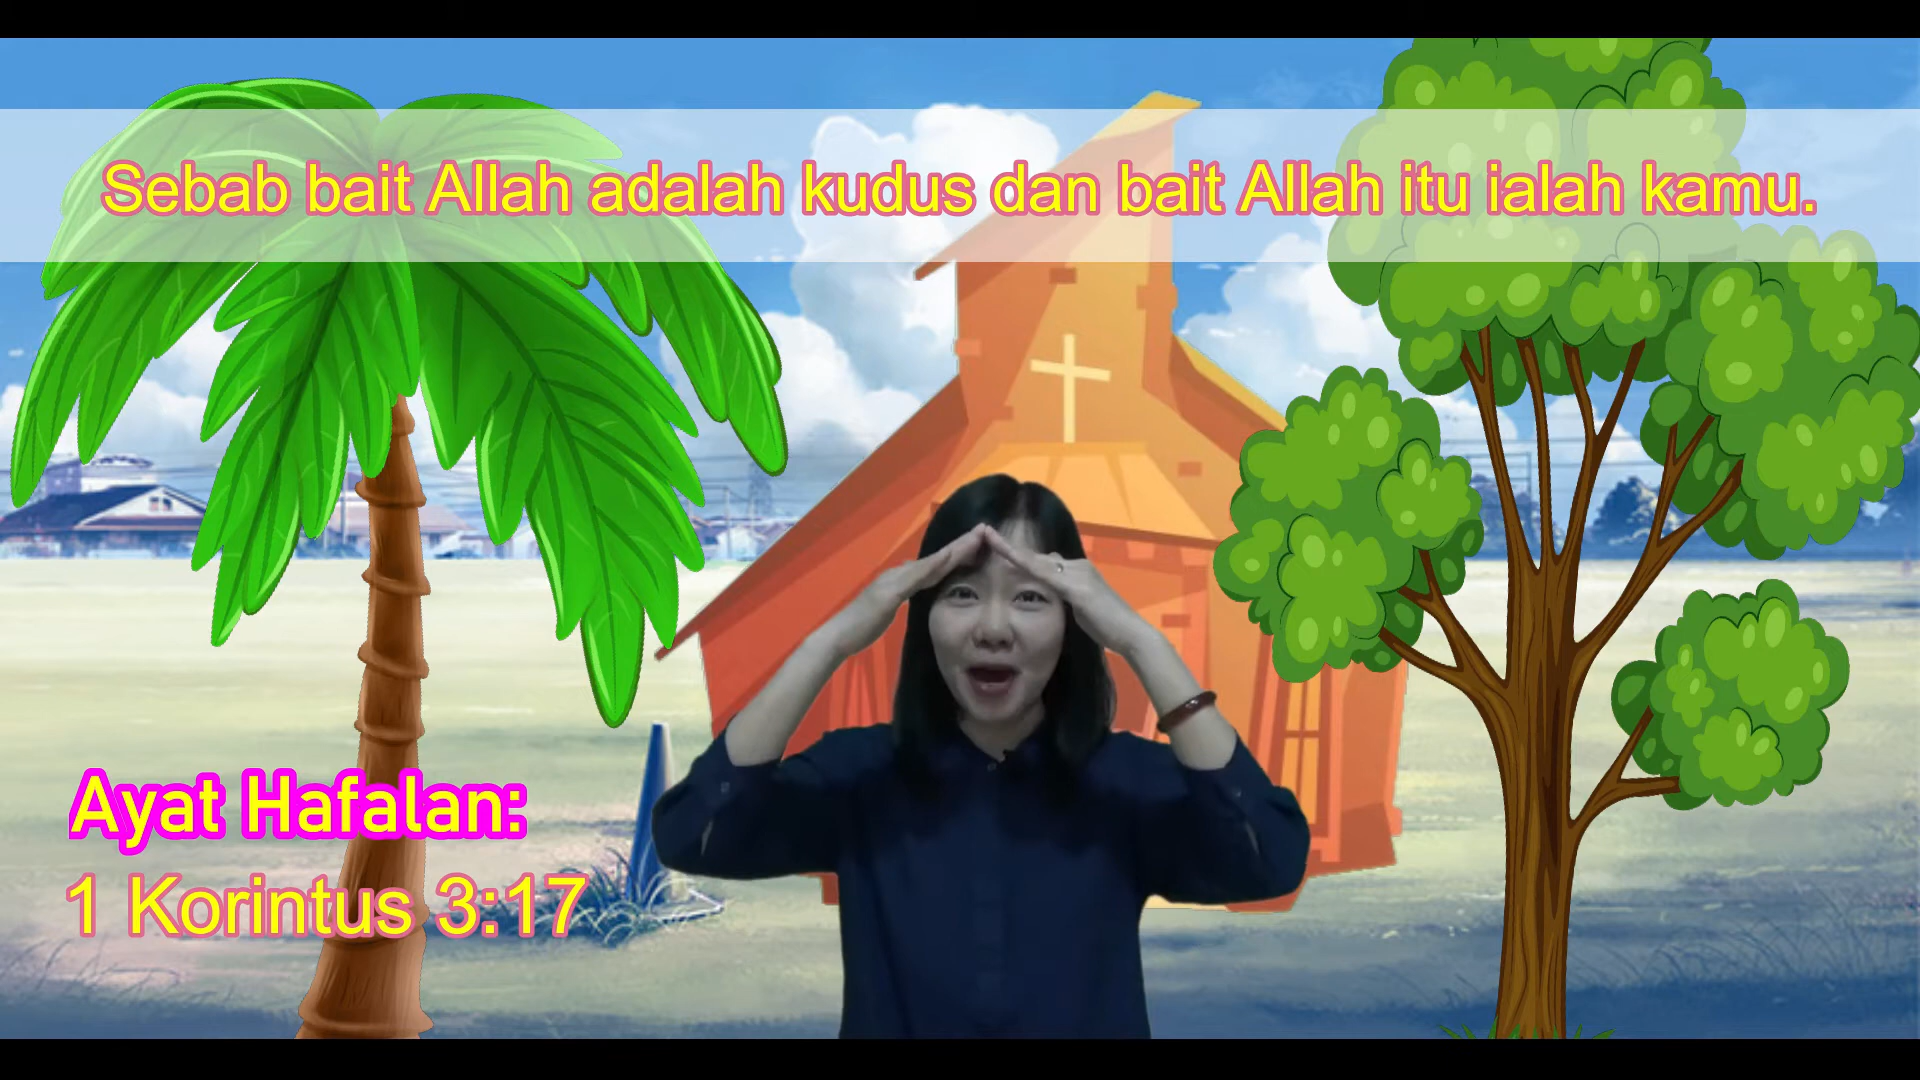 Sebab bait Allah adalah kudus dan bait Allah itu ialah kamu.
Ayat Hafalan:
1 Korintus 3:17